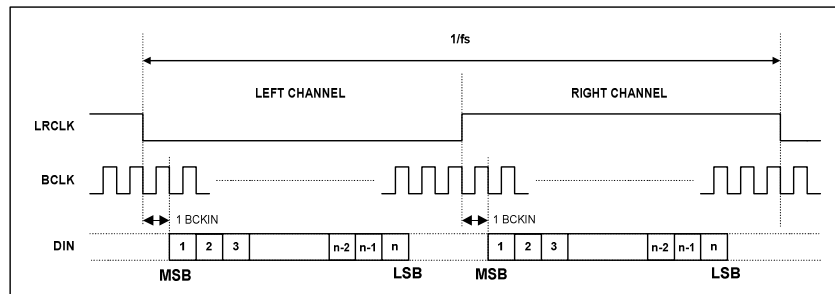 1/fs
LEFT CHANNEL RIGHT CHANNEL
LRCLK
BCLK
1 BCKIN 1 BCKIN
DIN 1 2 3 n-2 n-1 n 1 2 3 n-2 n-1 n
MSB LSB MSB LSB